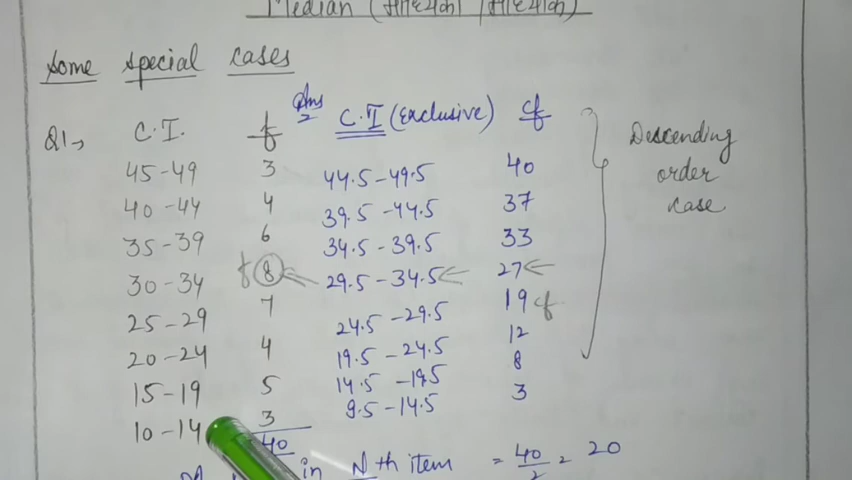 Median (माध्यिका / माध्यिका)
Some special cases
Ans C.I (Exclusive) cf
Q1→ C.I. f
45-49 3 44.5-49.5 40
40-44 4 39.5-44.5 37
35-39 6 34.5-39.5 33
30-34 f 8 29.5-34.5 27
25-29 7 24.5-29.5 19 cf
20-24 4 19.5-24.5 12
15-19 5 14.5-19.5 8
10-14 3 9.5-14.5 3
40
Descending
order
case
in Nth item = 40/2 = 20